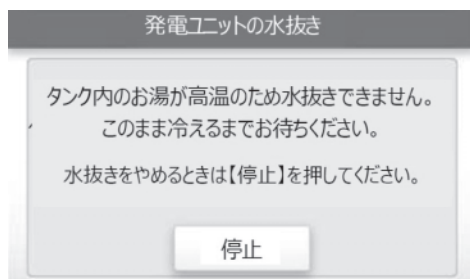 発電ユニットの水抜き
タンク内のお湯が高温のため水抜きできません。
このまま冷えるまでお待ちください。
水抜きをやめるときは【停止】を押してください。
停止